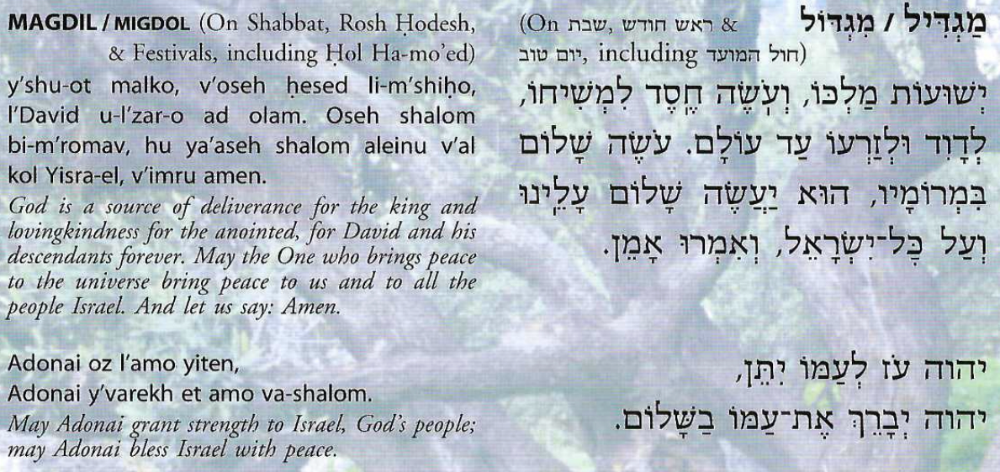 MAGDIL / MIGDOL (On Shabbat, Rosh Ḥodesh,
& Festivals, including Ḥol Ha-mo'ed)
y'shu-ot malko, v'oseh ḥesed li-m'shiḥo,
l'David u-l'zar-o ad olam. Oseh shalom
bi-m'romav, hu ya'aseh shalom aleinu v'al
kol Yisra-el, v'imru amen.
God is a source of deliverance for the king and
lovingkindness for the anointed, for David and his
descendants forever. May the One who brings peace
to the universe bring peace to us and to all the
people Israel. And let us say: Amen.
Adonai oz l'amo yiten,
Adonai y'varekh et amo va-shalom.
May Adonai grant strength to Israel, God's people;
may Adonai bless Israel with peace.
מַגְדִּיל / מִגְדּוֹל (On שבת, ראש חודש &
יום טוב, including חול המועד)
יְשׁוּעוֹת מַלְכּוֹ, וְעֹֽשֶׂה חֶֽסֶד לִמְשִׁיחוֹ,
לְדָוִד וּלְזַרְעוֹ עַד עוֹלָם. עֹשֶׂה שָׁלוֹם
בִּמְרוֹמָיו, הוּא יַֽעֲשֶׂה שָׁלוֹם עָלֵֽינוּ
וְעַל כָּל־יִשְׂרָאֵל, וְאִמְרוּ אָמֵן.
יהוה עֹז לְעַמּוֹ יִתֵּן,
יהוה יְבָרֵךְ אֶת־עַמּוֹ בַשָּׁלוֹם.